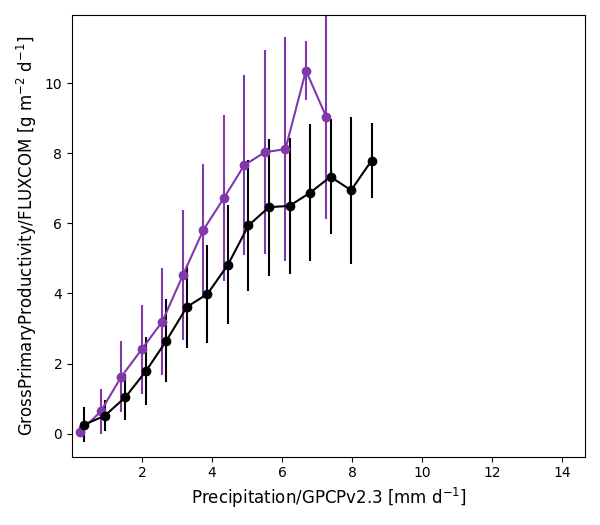 10
8
6
4
2
0
GrossPrimaryProductivity/FLUXCOM [g m⁻² d⁻¹]
2 4 6 8 10 12 14
Precipitation/GPCPv2.3 [mm d⁻¹]